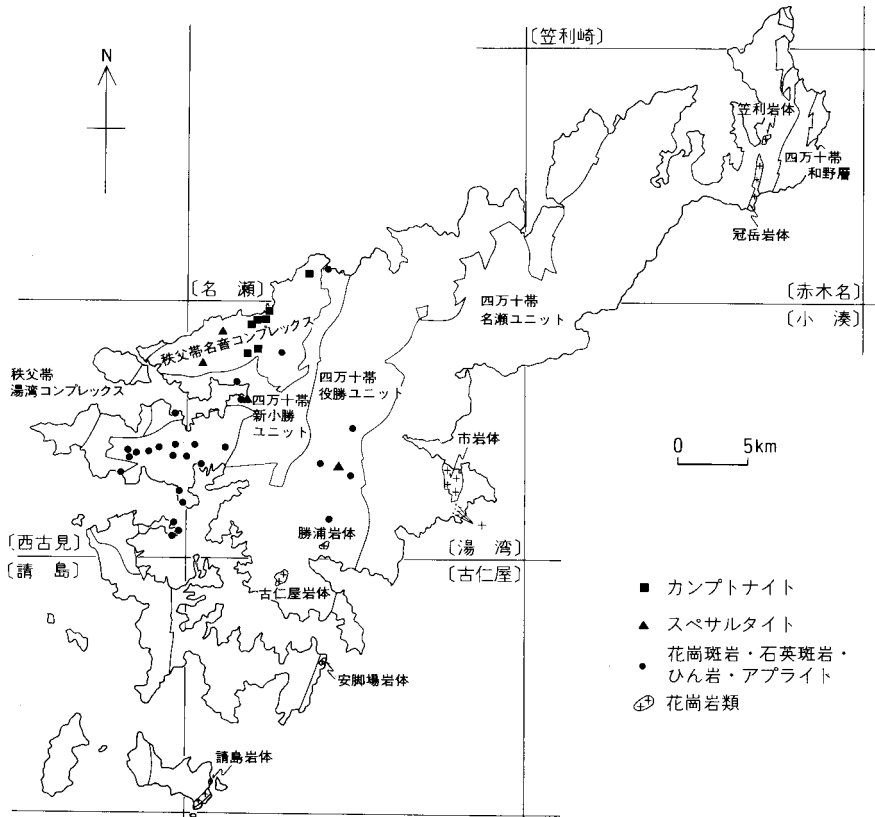 N
〔笠利崎〕
笠利岩体
四万十帯
和野層
冠岳岩体
〔名 瀬〕
〔赤木名〕
〔小 湊〕
四万十帯
名瀬ユニット
秩父帯名音コンプレックス
秩父帯
湯湾コンプレックス
四万十帯
新小勝
ユニット
四万十帯
役勝ユニット
市岩体
0 5km
勝浦岩体
〔西古見〕
〔湯 湾〕
〔請 島〕
〔古仁屋〕
古仁屋岩体
安脚場岩体
請島岩体
カンプトナイト
スペサルタイト
花崗斑岩・石英斑岩・
ひん岩・アプライト
花崗岩類